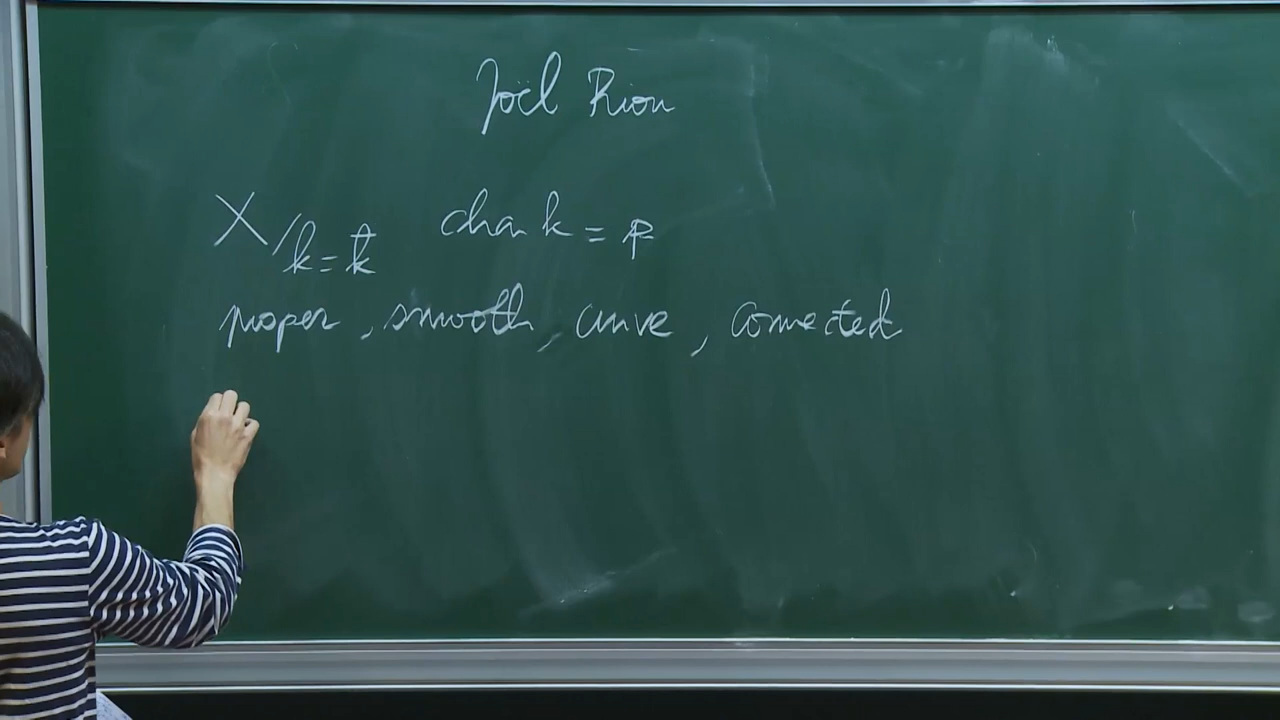 Joël Riou
X/k=k̄ char k = p
proper, smooth, curve, connected